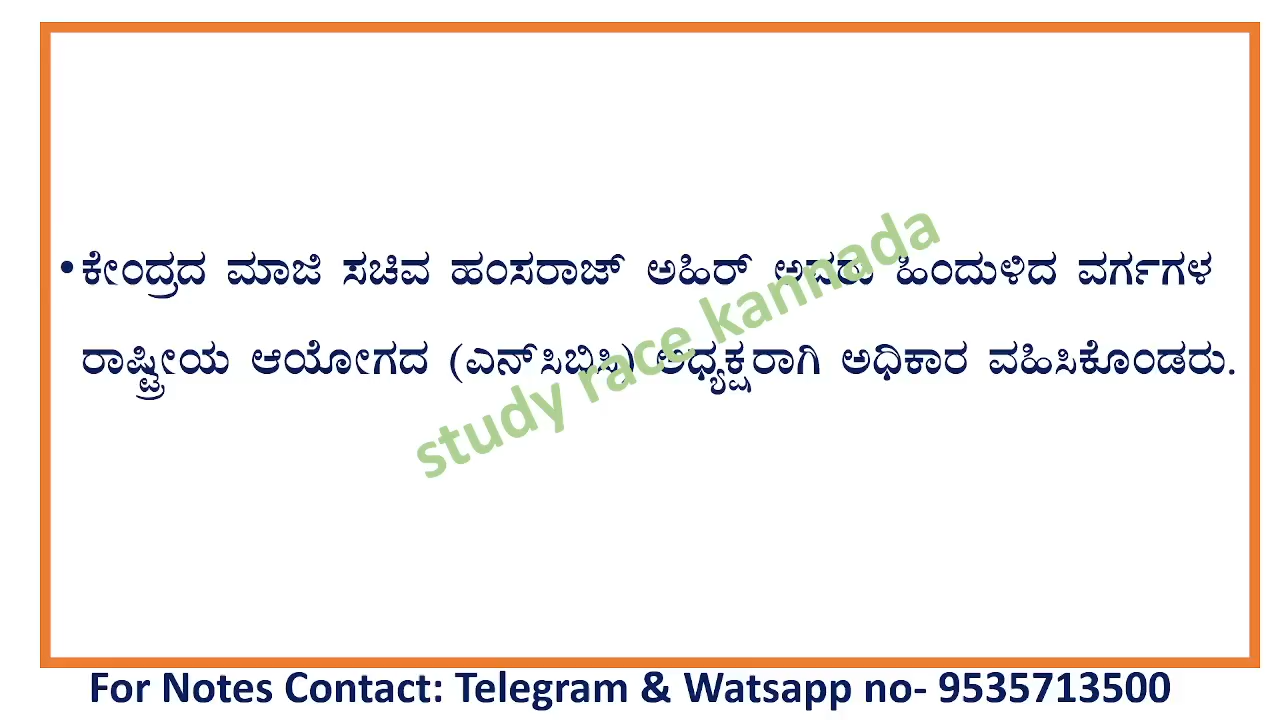 •ಕೇಂದ್ರದ ಮಾಜಿ ಸಚಿವ ಹಂಸರಾಜ್ ಅಹಿರ್ ಅವರು ಹಿಂದುಳಿದ ವರ್ಗಗಳ
ರಾಷ್ಟ್ರೀಯ ಆಯೋಗದ (ಎನ್‌ಸಿಬಿಸಿ) ಅಧ್ಯಕ್ಷರಾಗಿ ಅಧಿಕಾರ ವಹಿಸಿಕೊಂಡರು.
study race kannada
For Notes Contact: Telegram & Watsapp no- 9535713500